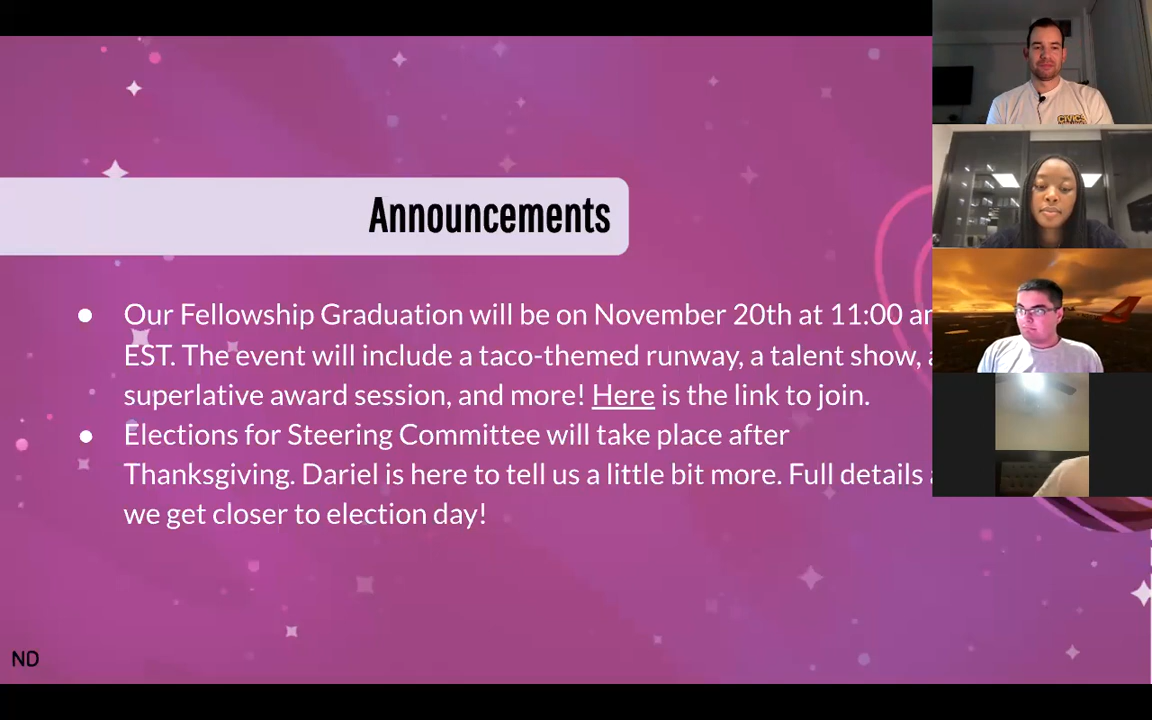 Announcements
● Our Fellowship Graduation will be on November 20th at 11:00
EST. The event will include a taco-themed runway, a talent show,
superlative award session, and more! Here is the link to join.
● Elections for Steering Committee will take place after
Thanksgiving. Dariel is here to tell us a little bit more. Full details
we get closer to election day!
ND
CIVICS